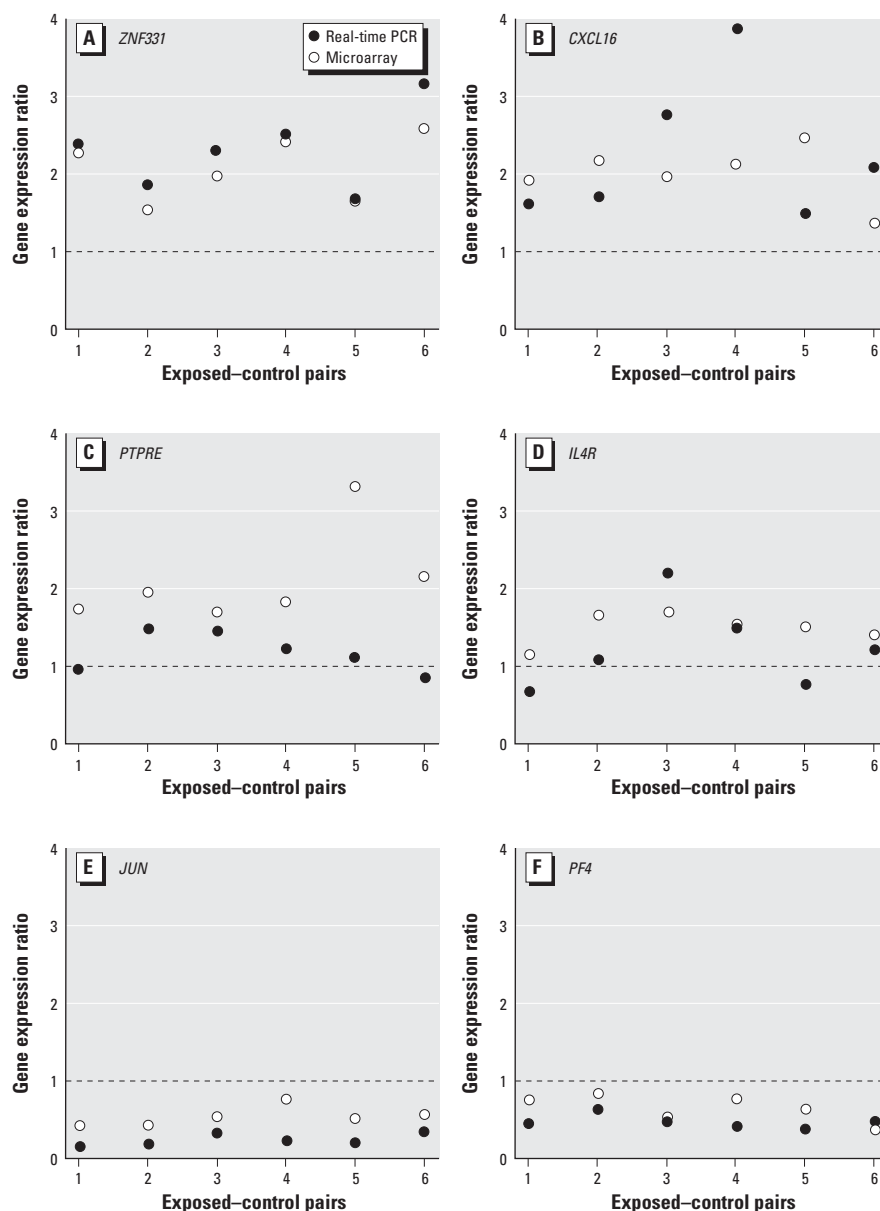 A ZNF331
Real-time PCR
Microarray
4
3
2
1
0
Gene expression ratio
1 2 3 4 5 6
Exposed–control pairs
B CXCL16
4
3
2
1
0
Gene expression ratio
1 2 3 4 5 6
Exposed–control pairs
C PTPRE
4
3
2
1
0
Gene expression ratio
1 2 3 4 5 6
Exposed–control pairs
D IL4R
4
3
2
1
0
Gene expression ratio
1 2 3 4 5 6
Exposed–control pairs
E JUN
4
3
2
1
0
Gene expression ratio
1 2 3 4 5 6
Exposed–control pairs
F PF4
4
3
2
1
0
Gene expression ratio
1 2 3 4 5 6
Exposed–control pairs